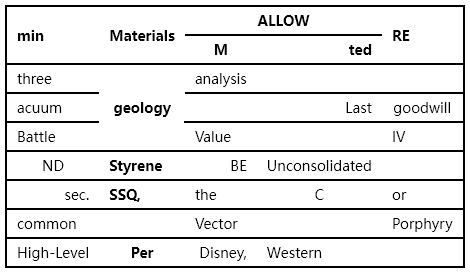 min Materials ALLOW RE
M ted
three analysis
acuum geology Last goodwill
Battle Value IV
ND Styrene BE Unconsolidated
sec. SSQ, the C or
common Vector Porphyry
High-Level Per Disney, Western